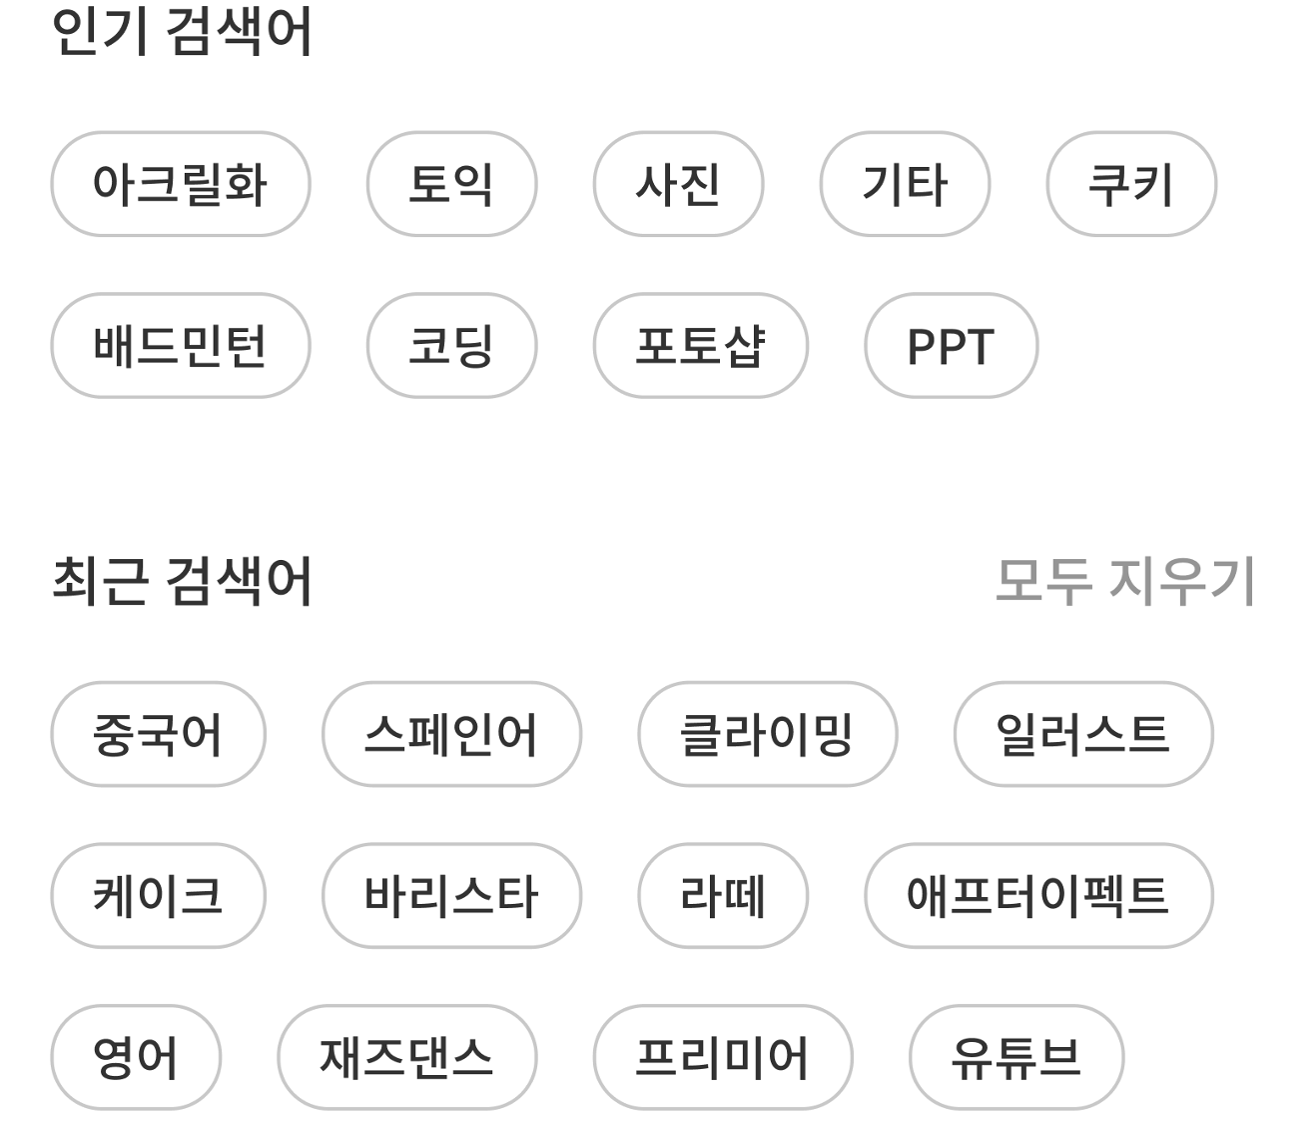 인기 검색어
아크릴화 토익 사진 기타 쿠키
배드민턴 코딩 포토샵 PPT
최근 검색어 모두 지우기
중국어 스페인어 클라이밍 일러스트
케이크 바리스타 라떼 애프터이펙트
영어 재즈댄스 프리미어 유튜브